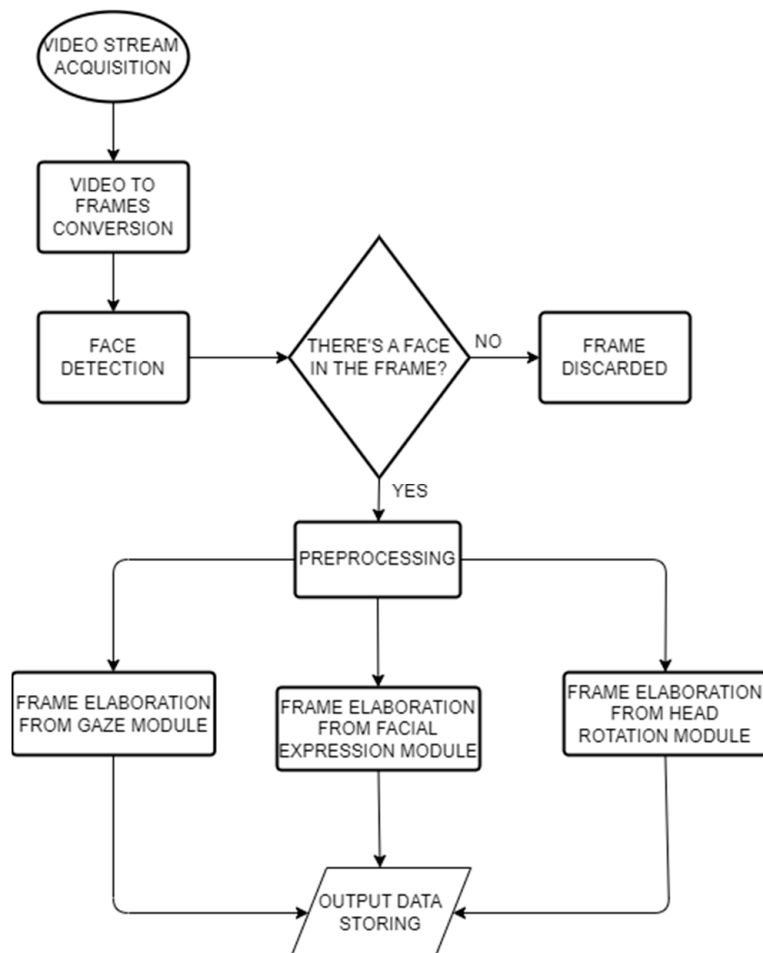 VIDEO STREAM
ACQUISITION
VIDEO TO
FRAMES
CONVERSION
FACE
DETECTION
THERE'S A FACE
IN THE FRAME?
NO
FRAME
DISCARDED
YES
PREPROCESSING
FRAME ELABORATION
FROM GAZE MODULE
FRAME ELABORATION
FROM FACIAL
EXPRESSION MODULE
FRAME ELABORATION
FROM HEAD
ROTATION MODULE
OUTPUT DATA
STORING